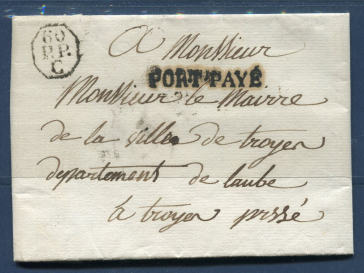 60
P.P.
C.
A Monsieur
PORT PAYÉ
Monsieur le Maire
de la ville de troyes
departement de laube
a troyes pressé